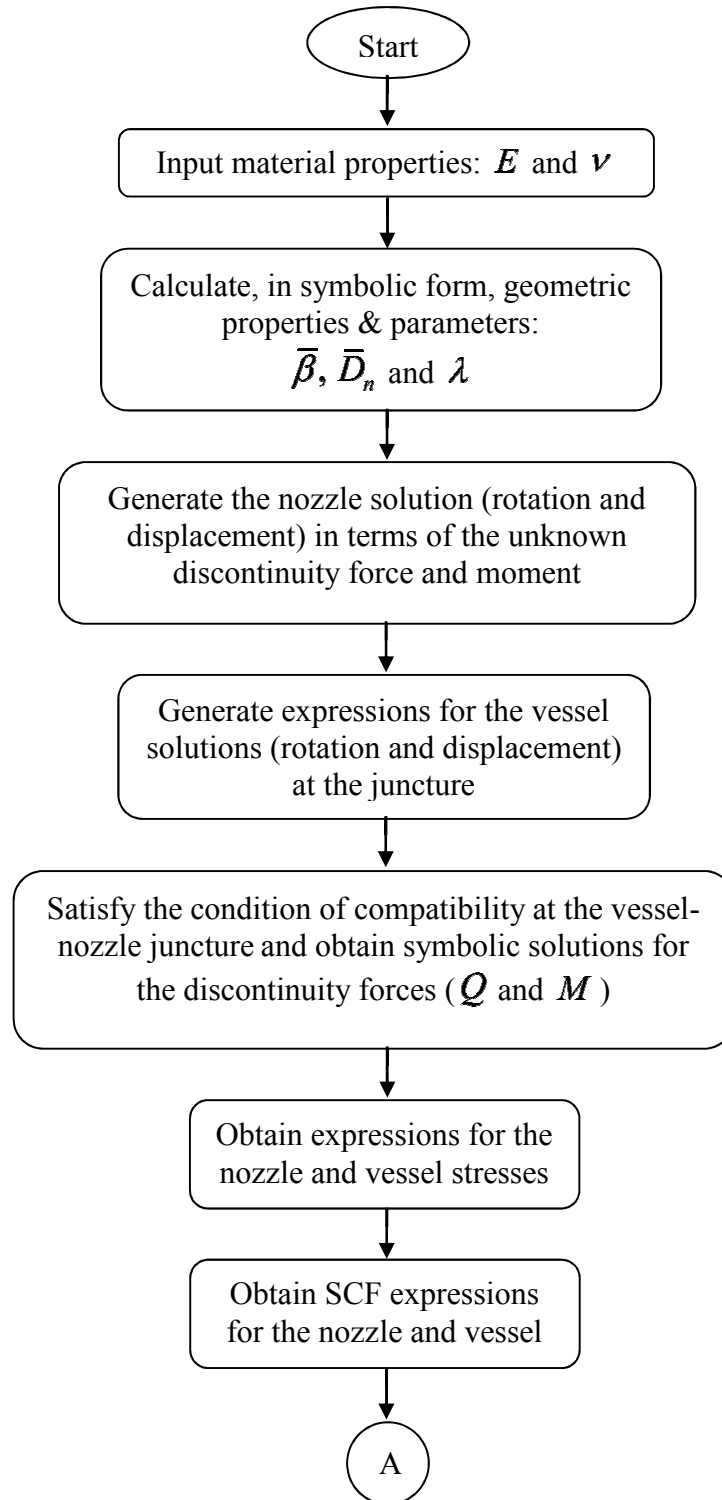 Start
Input material properties: E and ν
Calculate, in symbolic form, geometric
properties & parameters:
β̅, D̅ₙ and λ
Generate the nozzle solution (rotation and
displacement) in terms of the unknown
discontinuity force and moment
Generate expressions for the vessel
solutions (rotation and displacement)
at the juncture
Satisfy the condition of compatibility at the vessel-
nozzle juncture and obtain symbolic solutions for
the discontinuity forces (Q and M )
Obtain expressions for the
nozzle and vessel stresses
Obtain SCF expressions
for the nozzle and vessel
A